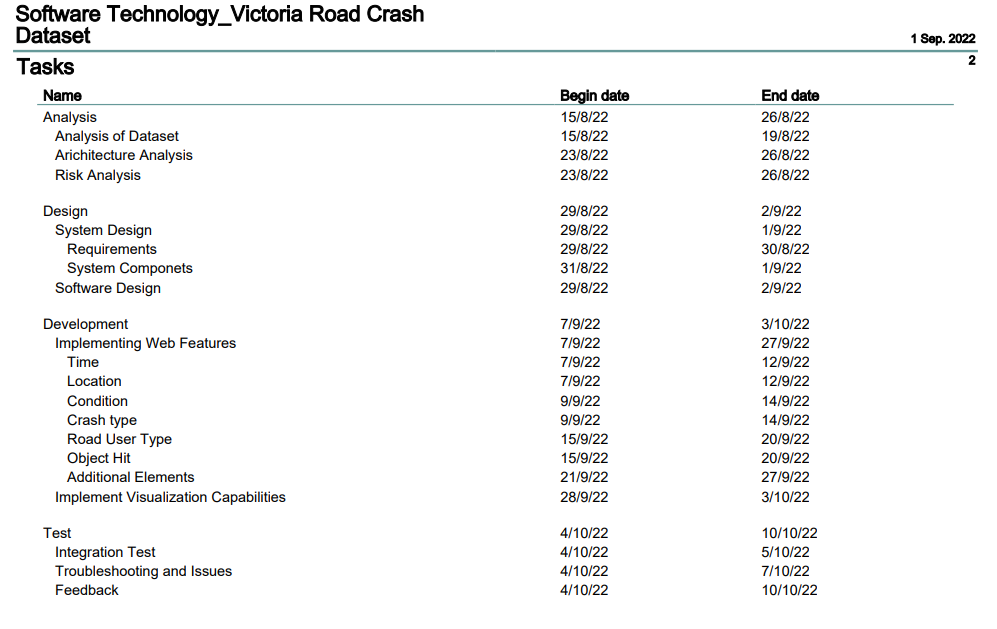 Software Technology_Victoria Road Crash
Dataset
1 Sep. 2022
Tasks
2
Name Begin date End date
Analysis 15/8/22 26/8/22
Analysis of Dataset 15/8/22 19/8/22
Arichitecture Analysis 23/8/22 26/8/22
Risk Analysis 23/8/22 26/8/22
Design 29/8/22 2/9/22
System Design 29/8/22 1/9/22
Requirements 29/8/22 30/8/22
System Componets 31/8/22 1/9/22
Software Design 29/8/22 2/9/22
Development 7/9/22 3/10/22
Implementing Web Features 7/9/22 27/9/22
Time 7/9/22 12/9/22
Location 7/9/22 12/9/22
Condition 9/9/22 14/9/22
Crash type 9/9/22 14/9/22
Road User Type 15/9/22 20/9/22
Object Hit 15/9/22 20/9/22
Additional Elements 21/9/22 27/9/22
Implement Visualization Capabilities 28/9/22 3/10/22
Test 4/10/22 10/10/22
Integration Test 4/10/22 5/10/22
Troubleshooting and Issues 4/10/22 7/10/22
Feedback 4/10/22 10/10/22